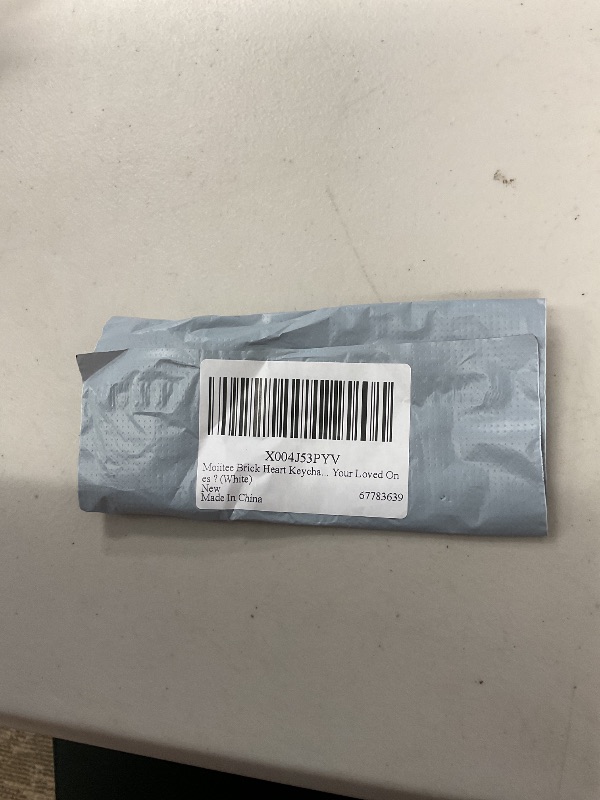 X004J53PYV
Moiitee Brick Heart Keycha... Your Loved On
es ? (White)
New
Made In China 67783639